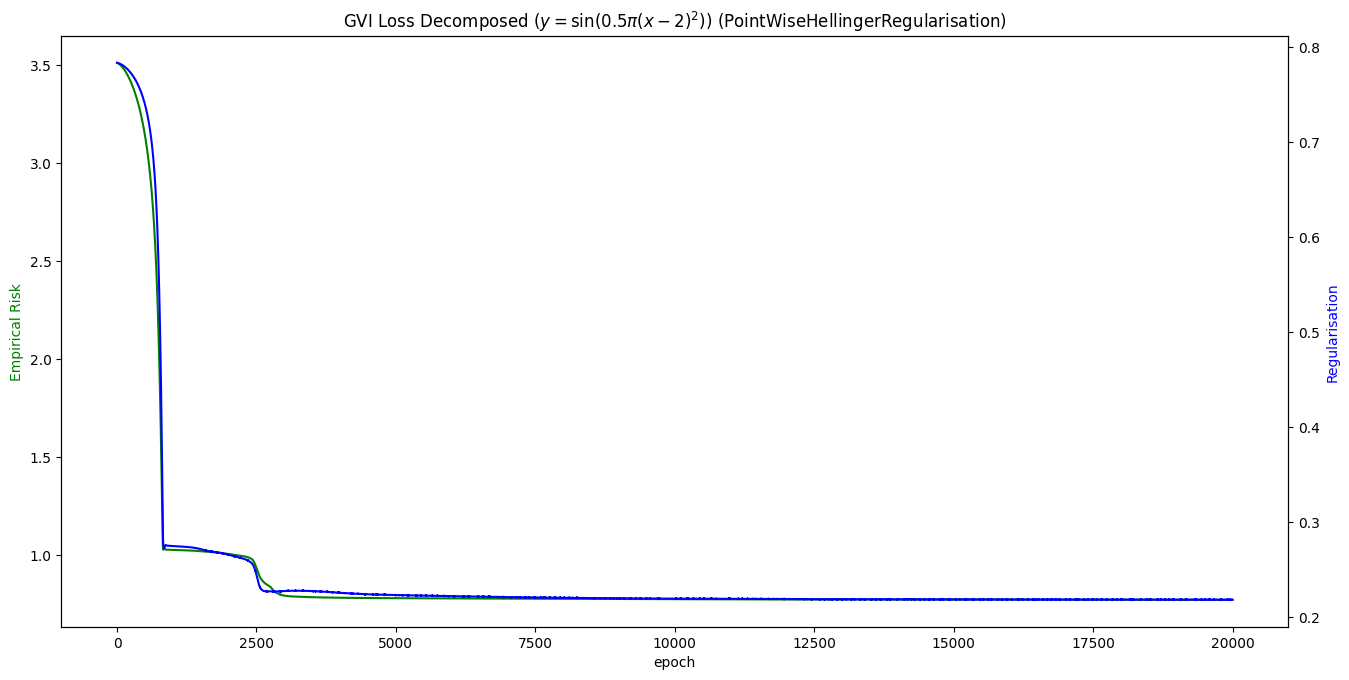 GVI Loss Decomposed (y = sin(0.5π(x − 2)²)) (PointWiseHellingerRegularisation)
3.5
3.0
2.5
2.0
1.5
1.0
Empirical Risk
0.8
0.7
0.6
0.5
0.4
0.3
0.2
Regularisation
0 2500 5000 7500 10000 12500 15000 17500 20000
epoch